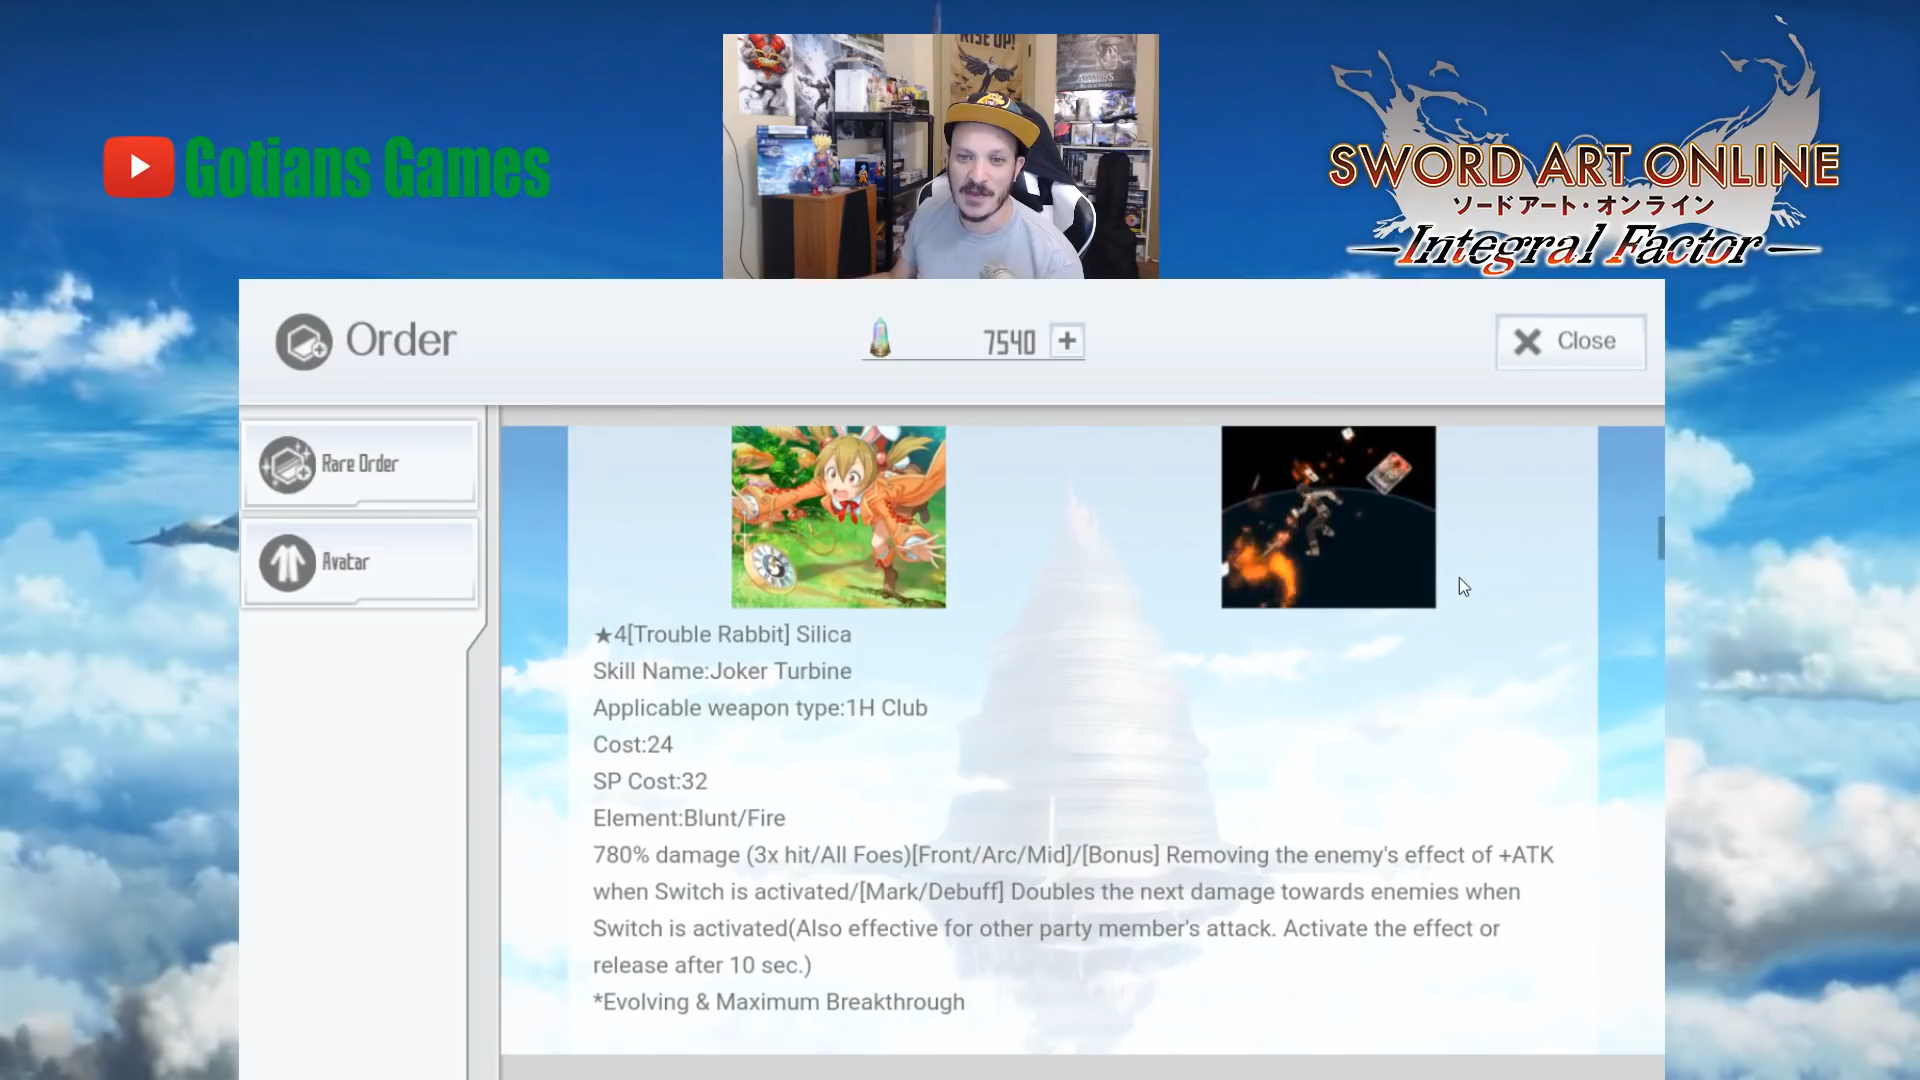 RISE UP!
Gotians Games
SWORD ART ONLINE
ソードアート・オンライン
Integral Factor
Order
7540
+
Close
Rare Order
Avatar
★4[Trouble Rabbit] Silica
Skill Name:Joker Turbine
Applicable weapon type:1H Club
Cost:24
SP Cost:32
Element:Blunt/Fire
780% damage (3x hit/All Foes)[Front/Arc/Mid]/[Bonus] Removing the enemy's effect of +ATK
when Switch is activated/[Mark/Debuff] Doubles the next damage towards enemies when
Switch is activated(Also effective for other party member's attack. Activate the effect or
release after 10 sec.)
*Evolving & Maximum Breakthrough